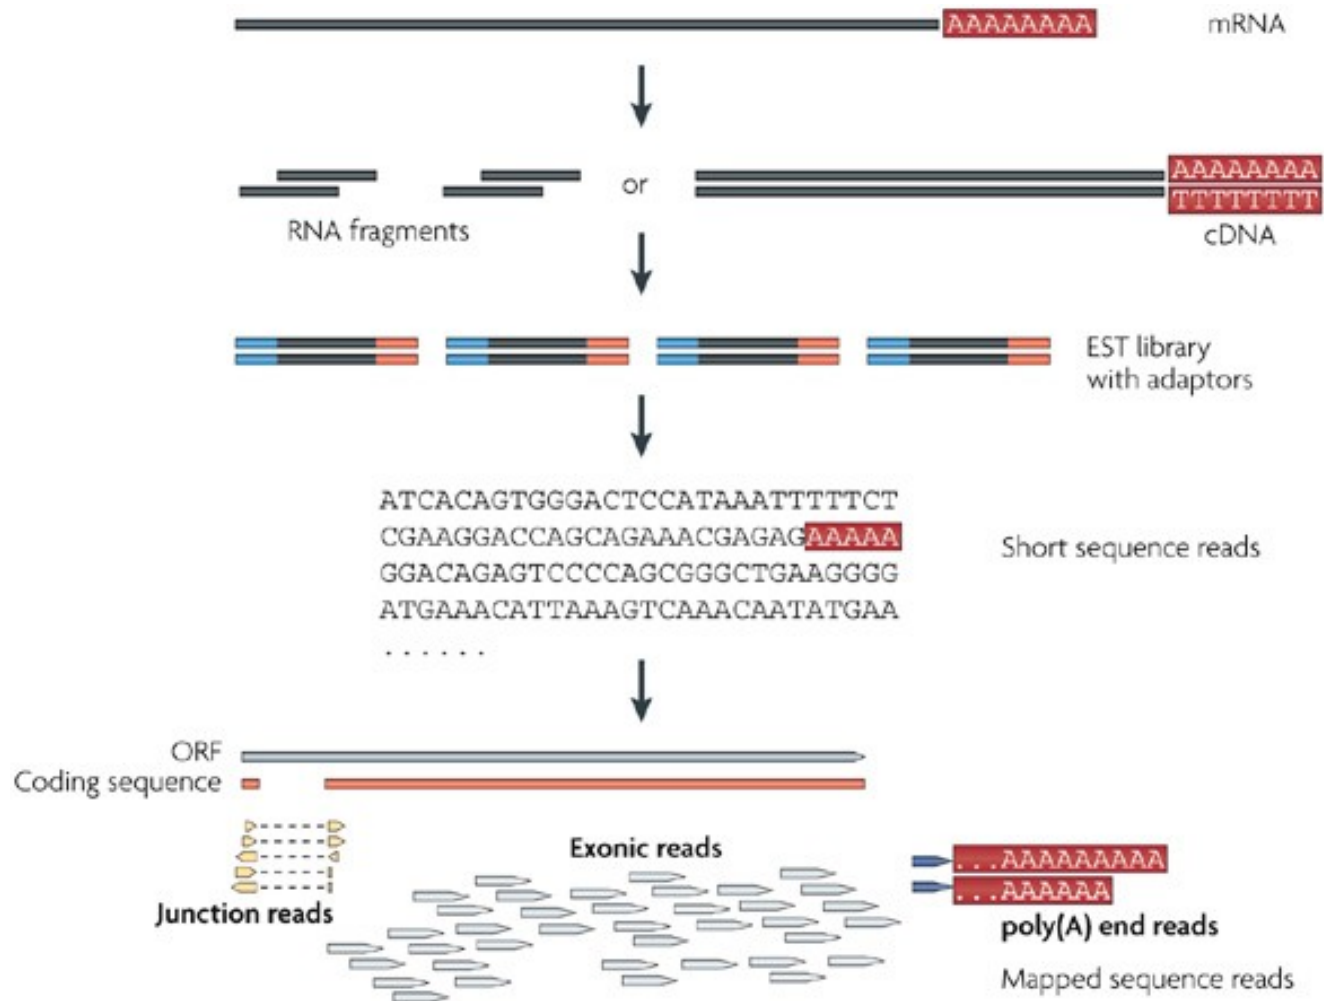 AAAAAAAA mRNA
AAAAAAAA
or
TTTTTTTT
RNA fragments
cDNA
EST library
with adaptors
ATCACAGTGGGACTCCATAAATTTTTCT
CGAAGGACCAGCAGAAACGAGAGAAAAA
Short sequence reads
GGACAGAGTCCCCAGCGGGCTGAAGGGG
ATGAAACATTAAAGTCAAACAATATGAA
. . . . . .
ORF
Coding sequence
Exonic reads
...AAAAAAAAA
...AAAAAA
Junction reads
poly(A) end reads
Mapped sequence reads